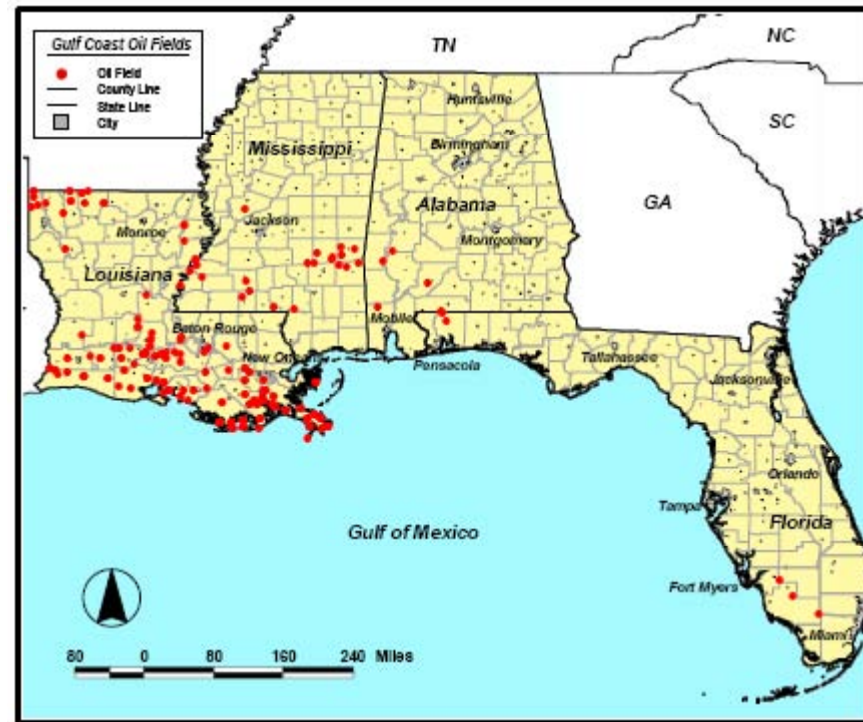 Gulf Coast Oil Fields
Oil Field
County Line
State Line
City
TN
NC
SC
GA
Huntsville
Mississippi
Birmingham
Alabama
Jackson
Monroe
Montgomery
Louisiana
Baton Rouge
Mobile
New Orleans
Pensacola
Tallahassee
Jacksonville
Orlando
Tampa
Florida
Gulf of Mexico
Fort Myers
Miami
80 0 80 160 240 Miles